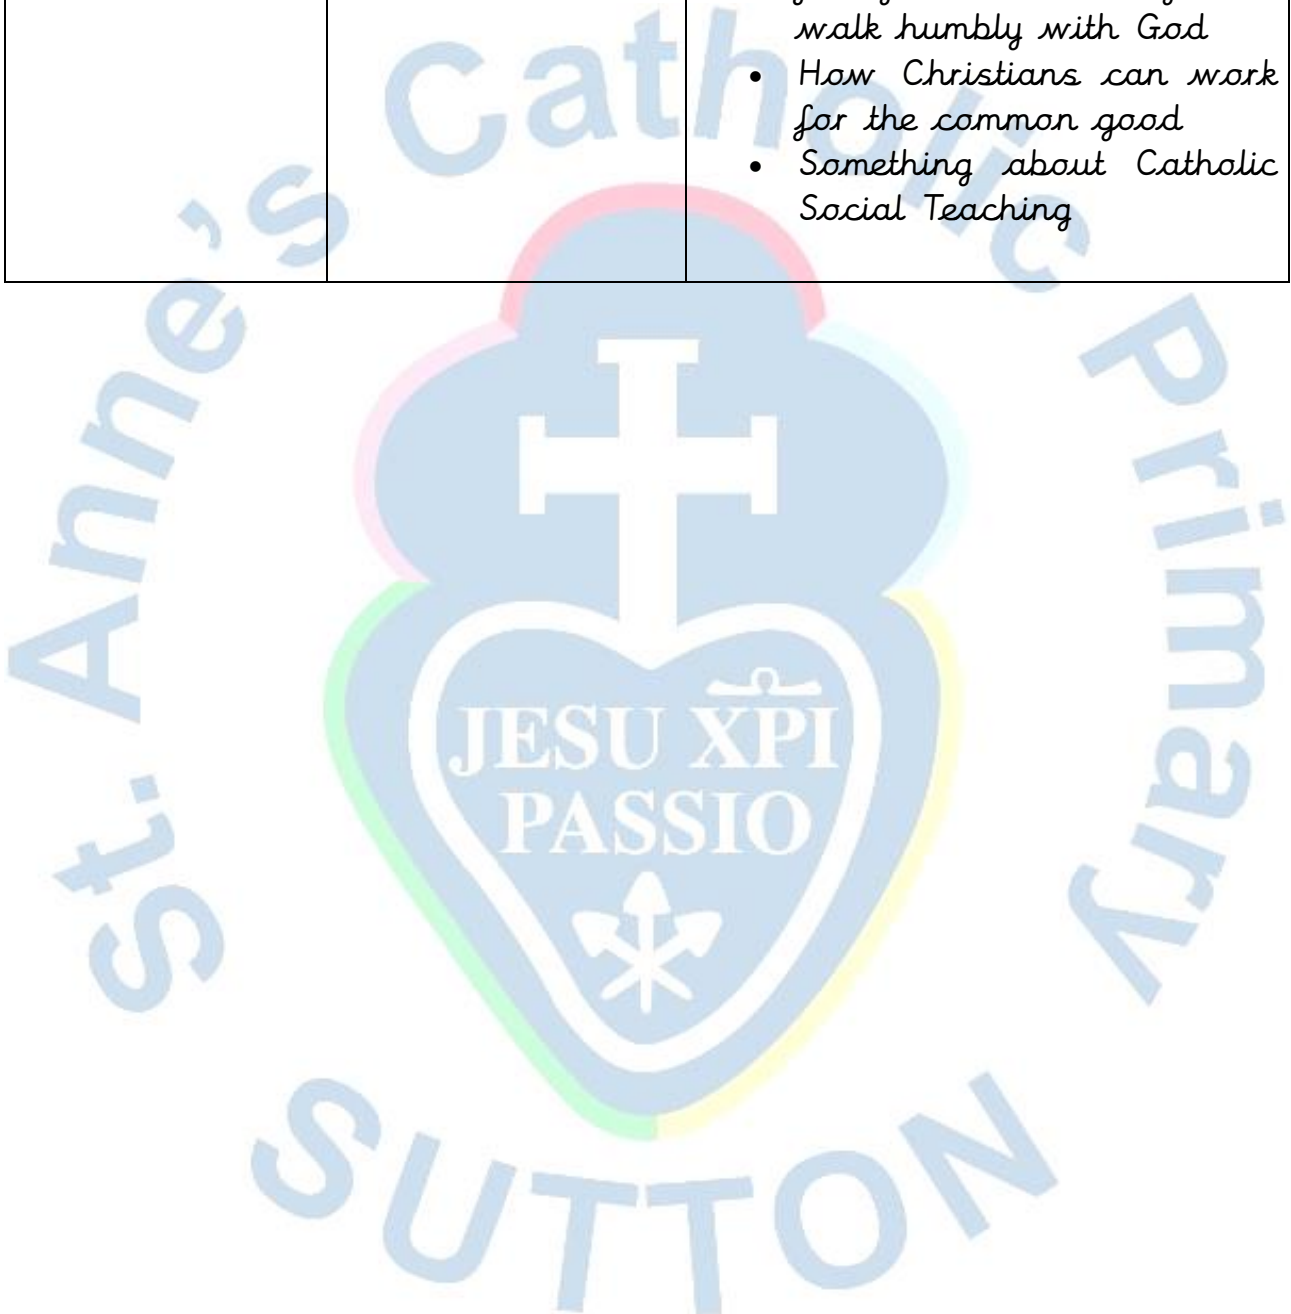 walk humbly with God
• How Christians can work
for the common good
• Something about Catholic
Social Teaching
St. Anne's Catholic Primary
JESU XPI
PASSIO
SUTTON